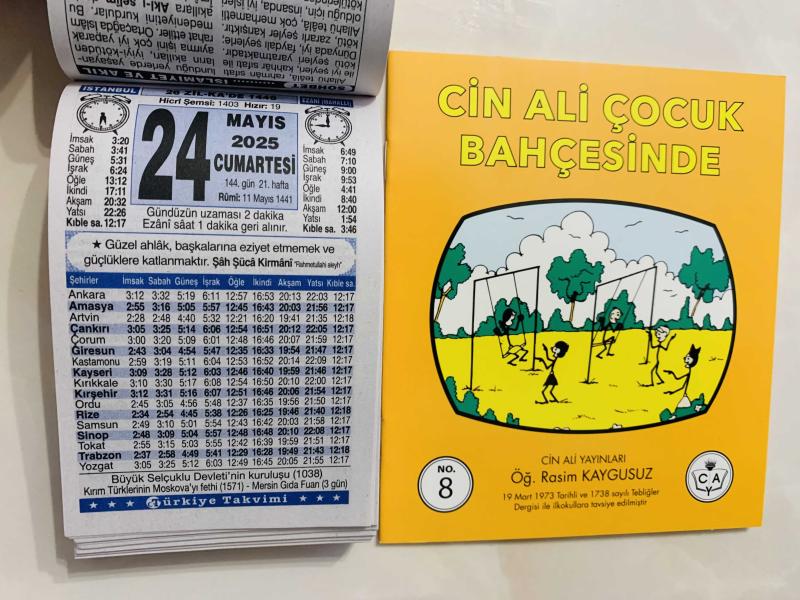 SOHBET ISLAMİYET VE AKIL
İSTANBUL
26 ZİL-KA'DE 1446
EZANİ (MAHALLİ)
Hicrî Şemsî: 1403 Hızır: 19
24
MAYIS
2025
CUMARTESİ
144. gün 21. hafta
Rûmî: 11 Mayıs 1441
İmsak 3:20
Sabah 3:41
Güneş 5:31
İşrak 6:24
Öğle 13:12
İkindi 17:11
Akşam 20:32
Yatsı 22:26
Kıble sa. 12:17
İmsak 6:49
Sabah 7:10
Güneş 9:00
İşrak 9:53
Öğle 4:41
İkindi 8:40
Akşam 12:00
Yatsı 1:54
Kıble sa. 3:46
Gündüzün uzaması 2 dakika
Ezânî sâat 1 dakika geri alınır.
★ Güzel ahlâk, başkalarına eziyet etmemek ve
güçlüklere katlanmaktır. Şâh Şücâ Kirmânî "Rahmetullahi aleyh"
Şehirler İmsak Sabah Güneş İşrak Öğle İkindi Akşam Yatsı Kıble sa.
Ankara 3:12 3:32 5:19 6:11 12:57 16:53 20:13 22:03 12:17
Amasya 2:55 3:16 5:05 5:57 12:45 16:43 20:03 21:56 12:17
Artvin 2:28 2:48 4:40 5:32 12:21 16:20 19:41 21:35 12:18
Çankırı 3:05 3:25 5:14 6:06 12:54 16:51 20:12 22:05 12:17
Çorum 3:00 3:20 5:09 6:01 12:48 16:46 20:07 21:59 12:17
Giresun 2:43 3:04 4:54 5:47 12:35 16:33 19:54 21:47 12:17
Kastamonu 2:59 3:19 5:11 6:04 12:53 16:52 20:14 22:09 12:17
Kayseri 3:09 3:28 5:12 6:03 12:46 16:40 19:59 21:46 12:17
Kırıkkale 3:10 3:30 5:17 6:08 12:54 16:50 20:10 22:00 12:17
Kırşehir 3:12 3:31 5:16 6:07 12:51 16:46 20:06 21:54 12:17
Ordu 2:45 3:05 4:56 5:48 12:37 16:35 19:56 21:50 12:17
Rize 2:34 2:54 4:45 5:38 12:26 16:25 19:46 21:40 12:18
Samsun 2:49 3:10 5:01 5:54 12:43 16:42 20:03 21:58 12:17
Sinop 2:48 3:09 5:04 5:57 12:48 16:48 20:10 22:08 12:17
Tokat 2:55 3:15 5:03 5:55 12:42 16:39 19:59 21:51 12:17
Trabzon 2:37 2:58 4:49 5:41 12:29 16:28 19:49 21:43 12:18
Yozgat 3:05 3:25 5:12 6:03 12:49 16:45 20:05 21:55 12:17
Büyük Selçuklu Devleti'nin kuruluşu (1038)
Kırım Türklerinin Moskova'yı fethi (1571) - Mersin Gıda Fuarı (3 gün)
Türkiye Takvimi
CİN ALİ ÇOCUK
BAHÇESİNDE
CİN ALİ YAYINLARI
Öğ. Rasim KAYGUSUZ
19 Mart 1973 Tarihli ve 1738 sayılı Tebliğler
Dergisi ile ilkokullara tavsiye edilmiştir
NO.
8
C A
Y